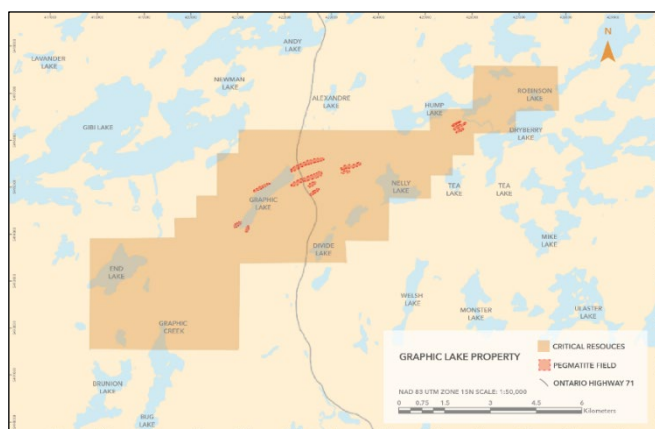 ANDY
LAKE
N
LAVANDER
LAKE
NEWMAN
LAKE
ROBINSON
LAKE
ALEXANDRE
LAKE
HUMP
LAKE
GIBI LAKE
DRYBERRY
LAKE
NELLY
LAKE
TEA
LAKE
TEA
LAKE
GRAPHIC
LAKE
MIKE
LAKE
DIVIDE
LAKE
END
LAKE
WELSH
LAKE
MONSTER
LAKE
ULASTER
LAKE
GRAPHIC
CREEK
CRITICAL RESOUCES
GRAPHIC LAKE PROPERTY
PEGMATITE FIELD
ONTARIO HIGHWAY 71
NAD 83 UTM ZONE 15N SCALE: 1:50,000
0 0.75 1.5 3 4.5 6
Kilometers
DRUNION
LAKE
BUG
LAKE